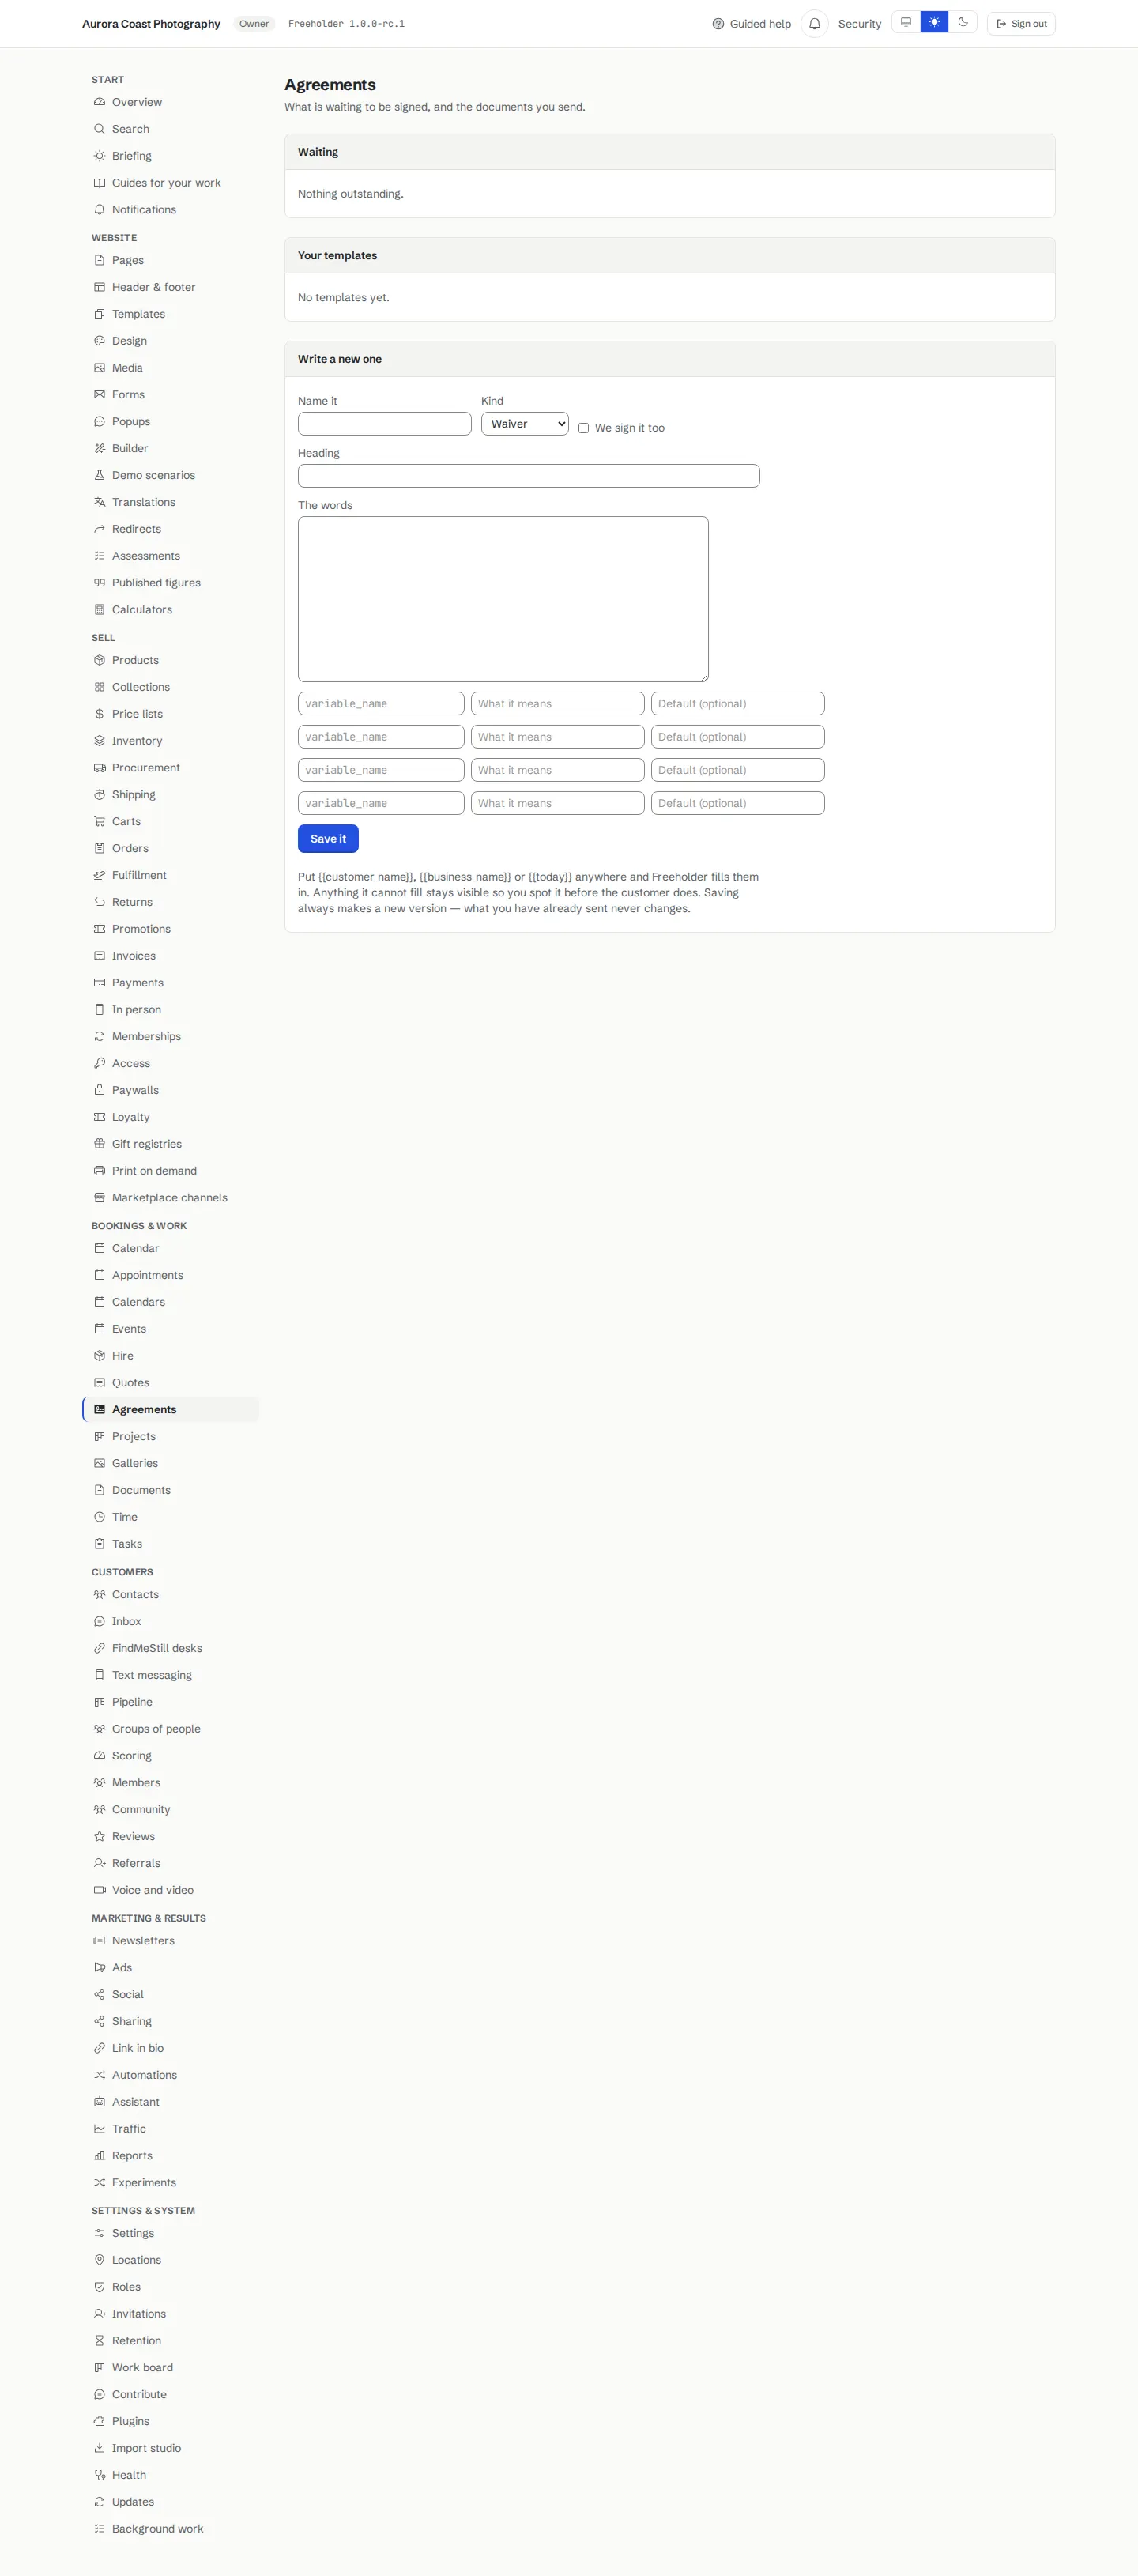 Aurora Coast Photography Owner Freeholder 1.0.0-rc.1 Guided help Security Sign out
START
Overview
Search
Briefing
Guides for your work
Notifications
WEBSITE
Pages
Header & footer
Templates
Design
Media
Forms
Popups
Builder
Demo scenarios
Translations
Redirects
Assessments
Published figures
Calculators
SELL
Products
Collections
Price lists
Inventory
Procurement
Shipping
Carts
Orders
Fulfillment
Returns
Promotions
Invoices
Payments
In person
Memberships
Access
Paywalls
Loyalty
Gift registries
Print on demand
Marketplace channels
BOOKINGS & WORK
Calendar
Appointments
Calendars
Events
Hire
Quotes
Agreements
Projects
Galleries
Documents
Time
Tasks
CUSTOMERS
Contacts
Inbox
FindMeStill desks
Text messaging
Pipeline
Groups of people
Scoring
Members
Community
Reviews
Referrals
Voice and video
MARKETING & RESULTS
Newsletters
Ads
Social
Sharing
Link in bio
Automations
Assistant
Traffic
Reports
Experiments
SETTINGS & SYSTEM
Settings
Locations
Roles
Invitations
Retention
Work board
Contribute
Plugins
Import studio
Health
Updates
Background work
Agreements
What is waiting to be signed, and the documents you send.
Waiting
Nothing outstanding.
Your templates
No templates yet.
Write a new one
Name it Kind
Waiver We sign it too
Heading
The words
variable_name What it means Default (optional)
variable_name What it means Default (optional)
variable_name What it means Default (optional)
variable_name What it means Default (optional)
Save it
Put {{customer_name}}, {{business_name}} or {{today}} anywhere and Freeholder fills them
in. Anything it cannot fill stays visible so you spot it before the customer does. Saving
always makes a new version — what you have already sent never changes.